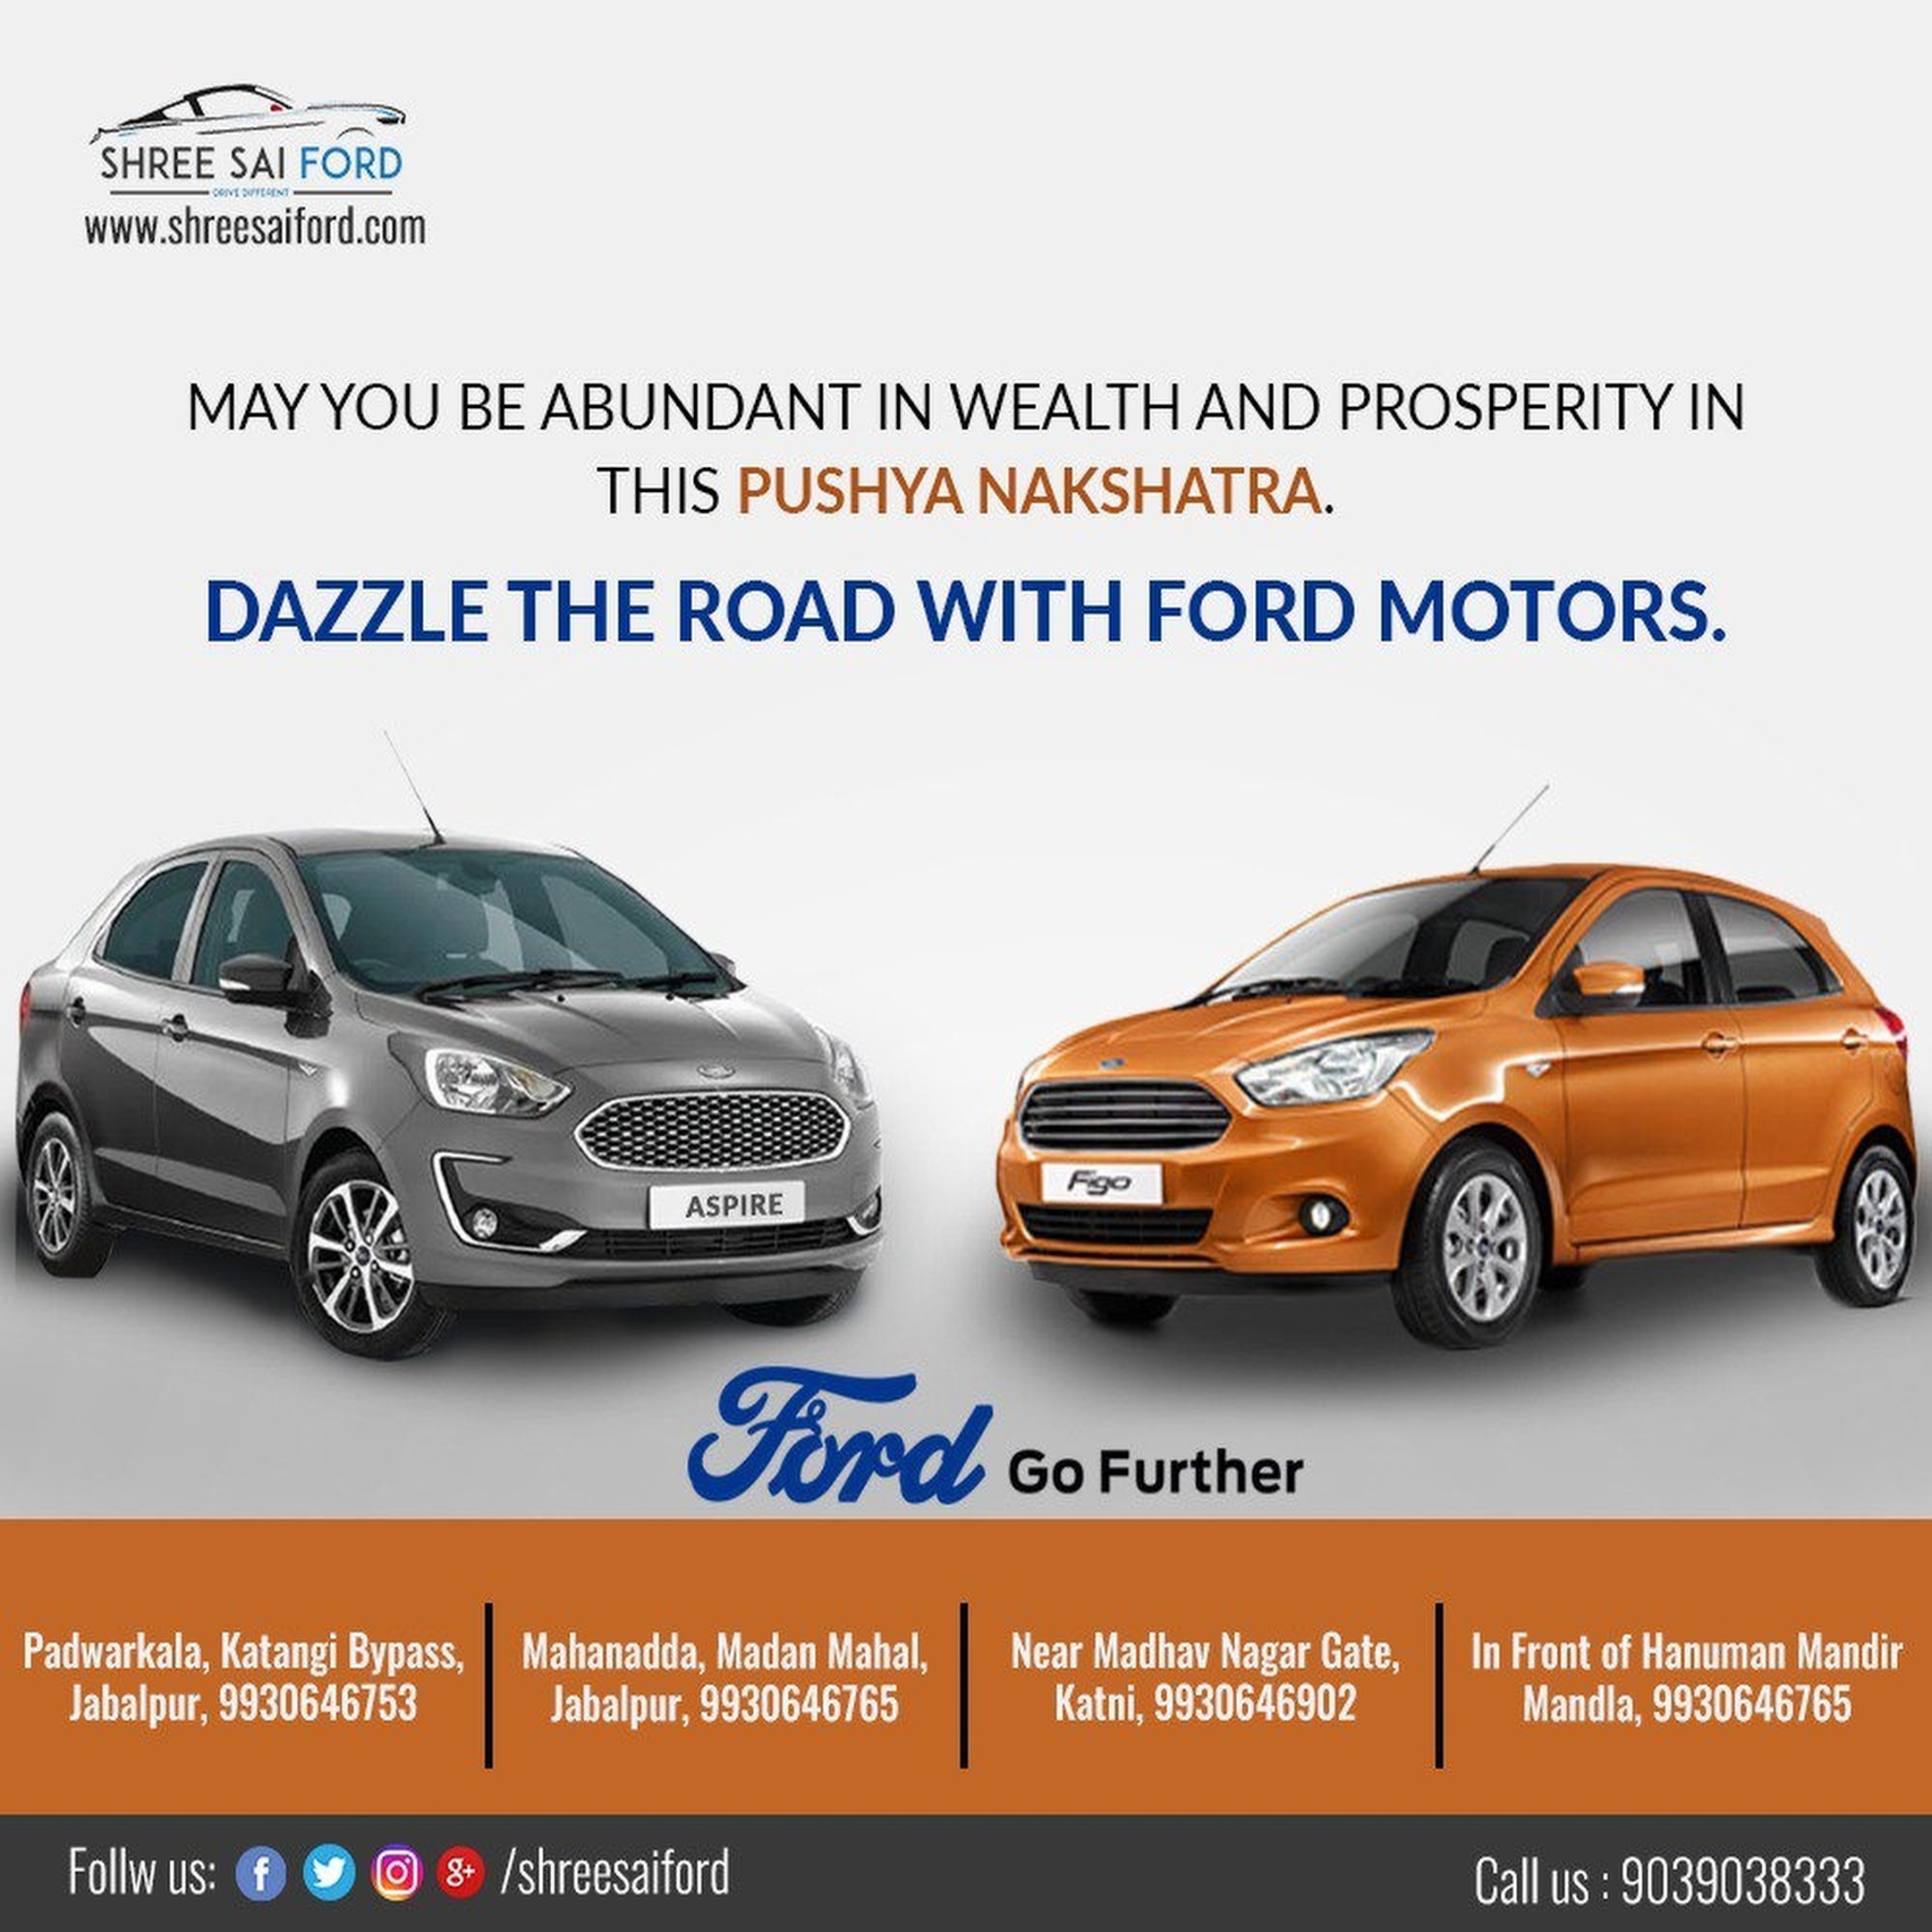 SHREE SAI FORD
DRIVE DIFFERENT
www.shreesaiford.com
MAY YOU BE ABUNDANT IN WEALTH AND PROSPERITY IN
THIS PUSHYA NAKSHATRA.
DAZZLE THE ROAD WITH FORD MOTORS.
ASPIRE
Figo
Ford Go Further
Padwarkala, Katangi Bypass,
Jabalpur, 9930646753
Mahanadda, Madan Mahal,
Jabalpur, 9930646765
Near Madhav Nagar Gate,
Katni, 9930646902
In Front of Hanuman Mandir
Mandla, 9930646765
Follw us: f g+ /shreesaiford
Call us : 9039038333